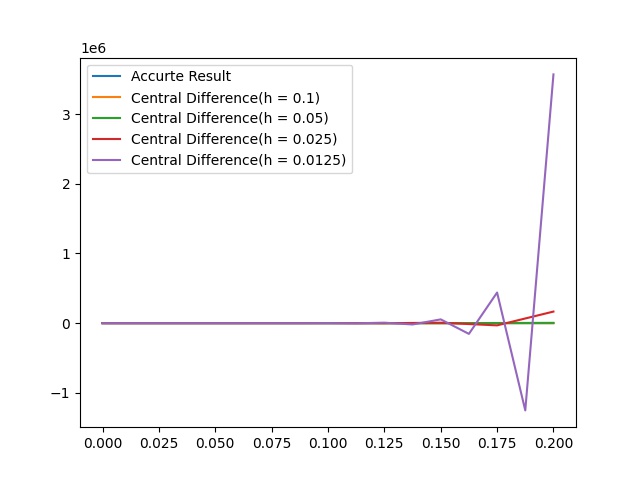 1e6
Accurte Result
Central Difference(h = 0.1)
Central Difference(h = 0.05)
Central Difference(h = 0.025)
Central Difference(h = 0.0125)
3
2
1
0
−1
0.000 0.025 0.050 0.075 0.100 0.125 0.150 0.175 0.200